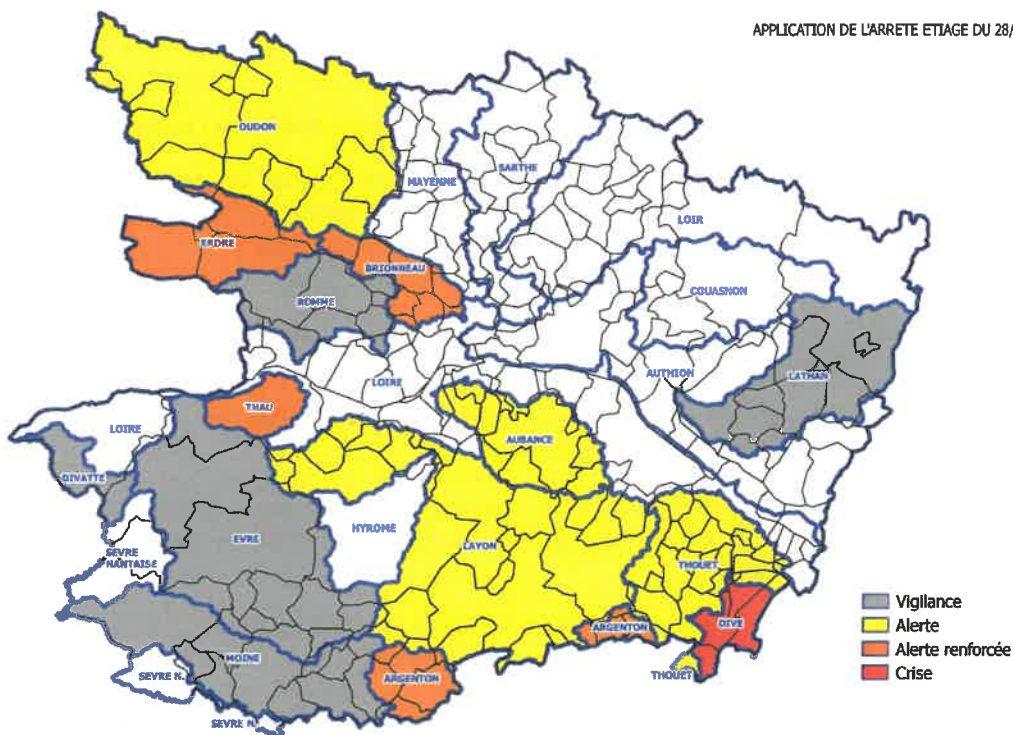 APPLICATION DE L'ARRETE ETIAGE DU 28/
OUDON
MAYENNE
SARTHE
LOIR
ERDRE
BRIONNEAU
ROMME
COUASNON
LOIRE
AUTHION
LATHAN
THAU
LOIRE
AUBANCE
DIVATTE
HYROME
EVRE
LAYON
SEVRE
NANTAISE
THOUET
ARGENTON
DIVE
MOINE
ARGENTON
SEVRE N.
THOUET
SEVRE N.
Vigilance
Alerte
Alerte renforcée
Crise